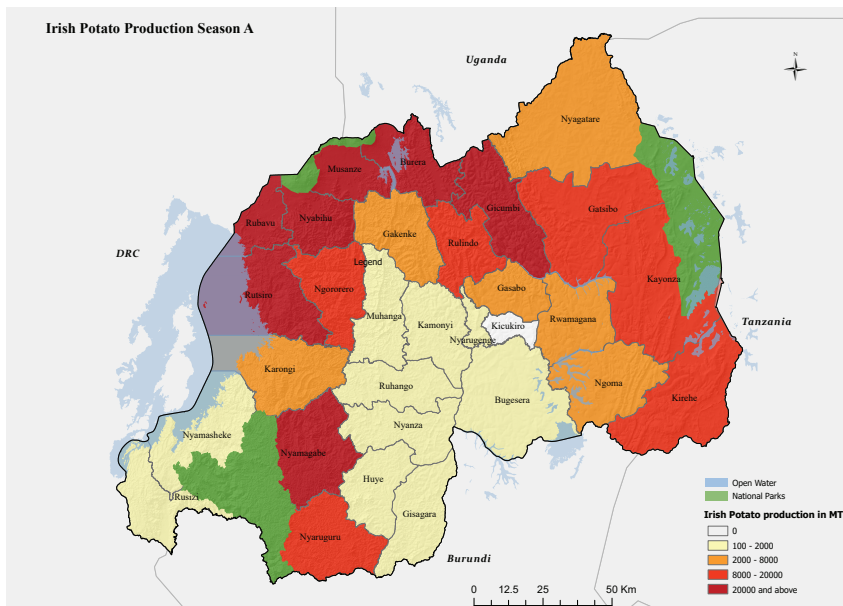 Irish Potato Production Season A
Uganda
N
Nyagatare
Burera
Musanze
Gicumbi
Gatsibo
Rubavu
Nyabihu
Gakenke
Rulindo
DRC
Legend
Kayonza
Ngororero
Rutsiro
Gasabo
Muhanga
Kamonyi
Kicukiro
Rwamagana
Tanzania
Nyarugenge
Karongi
Ruhango
Ngoma
Kirehe
Bugesera
Nyamasheke
Nyanza
Nyamagabe
Huye
Rusizi
Gisagara
Nyaruguru
Burundi
Open Water
National Parks
Irish Potato production in MT
0
100 - 2000
2000 - 8000
8000 - 20000
20000 and above
0 12.5 25 50 Km